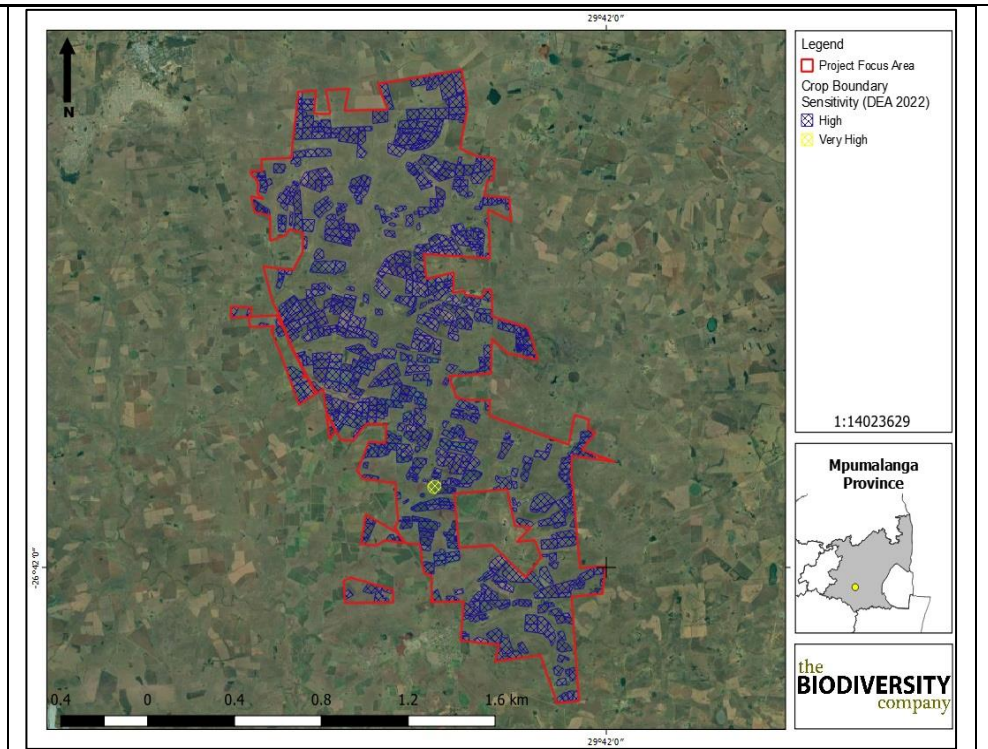 29°42'0"
N
Legend
Project Focus Area
Crop Boundary
Sensitivity (DEA 2022)
High
Very High
1:14023629
Mpumalanga
Province
-26°42'0"
0.4 0 0.4 0.8 1.2 1.6 km
the
BIODIVERSITY
company
29°42'0"